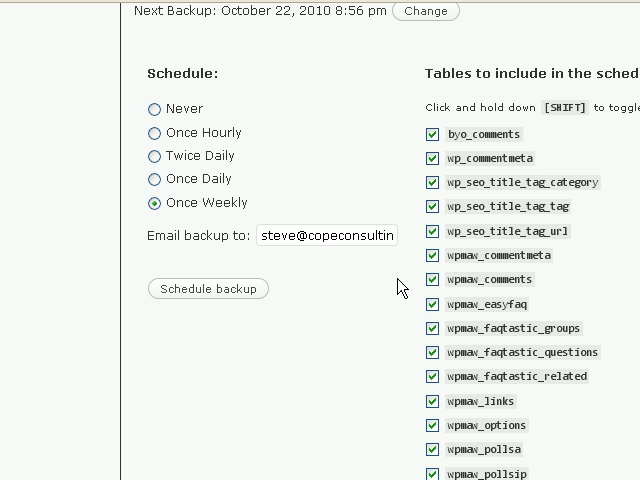 Next Backup: October 22, 2010 8:56 pm Change
Schedule:
Never
Once Hourly
Twice Daily
Once Daily
Once Weekly
Email backup to: steve@copeconsultin
Schedule backup
Tables to include in the sched
Click and hold down [SHIFT] to toggle
byo_comments
wp_commentmeta
wp_seo_title_tag_category
wp_seo_title_tag_tag
wp_seo_title_tag_url
wpmaw_commentmeta
wpmaw_comments
wpmaw_easyfaq
wpmaw_faqtastic_groups
wpmaw_faqtastic_questions
wpmaw_faqtastic_related
wpmaw_links
wpmaw_options
wpmaw_pollsa
wpmaw_pollsip